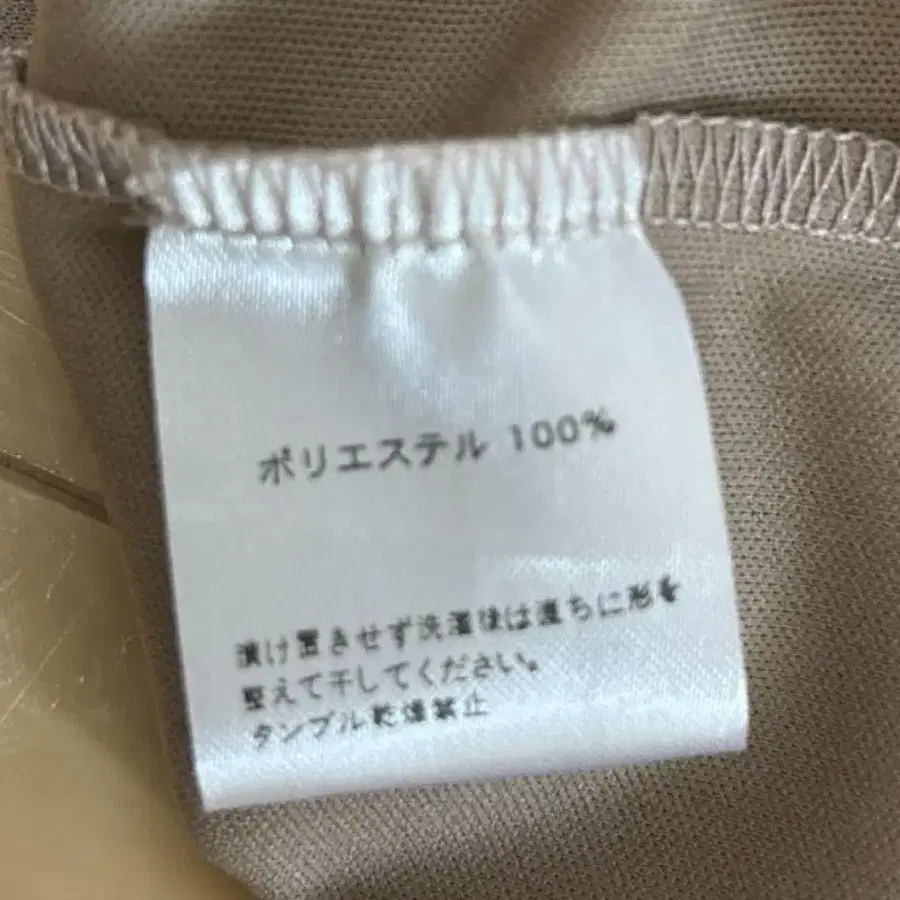 ポリエステル 100%
漬け置きせず洗濯後は直ちに形を
整えて干してください。
タンブル乾燥禁止